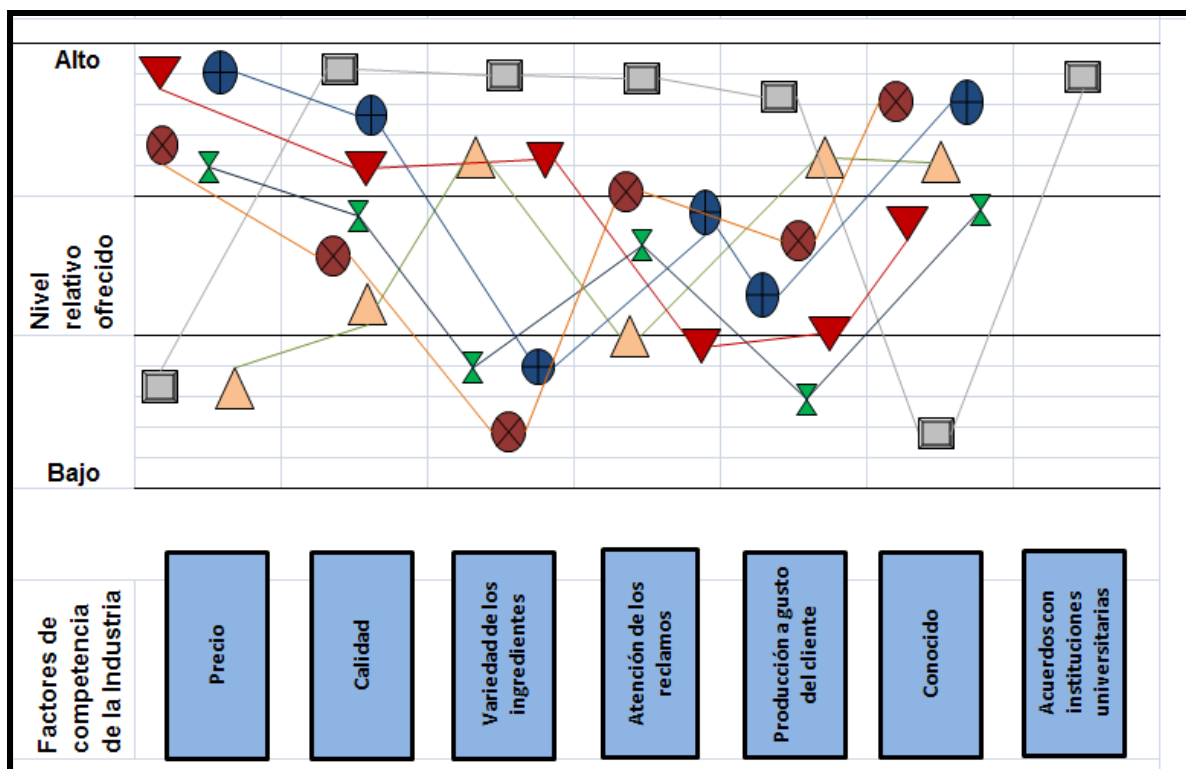 Alto
Nivel
relativo
ofrecido
Bajo
Factores de
competencia
de la Industria
Precio
Calidad
Variedad de los
ingredientes
Atención de los
reclamos
Producción a gusto
del cliente
Conocido
Acuerdos con
instituciones
universitarias